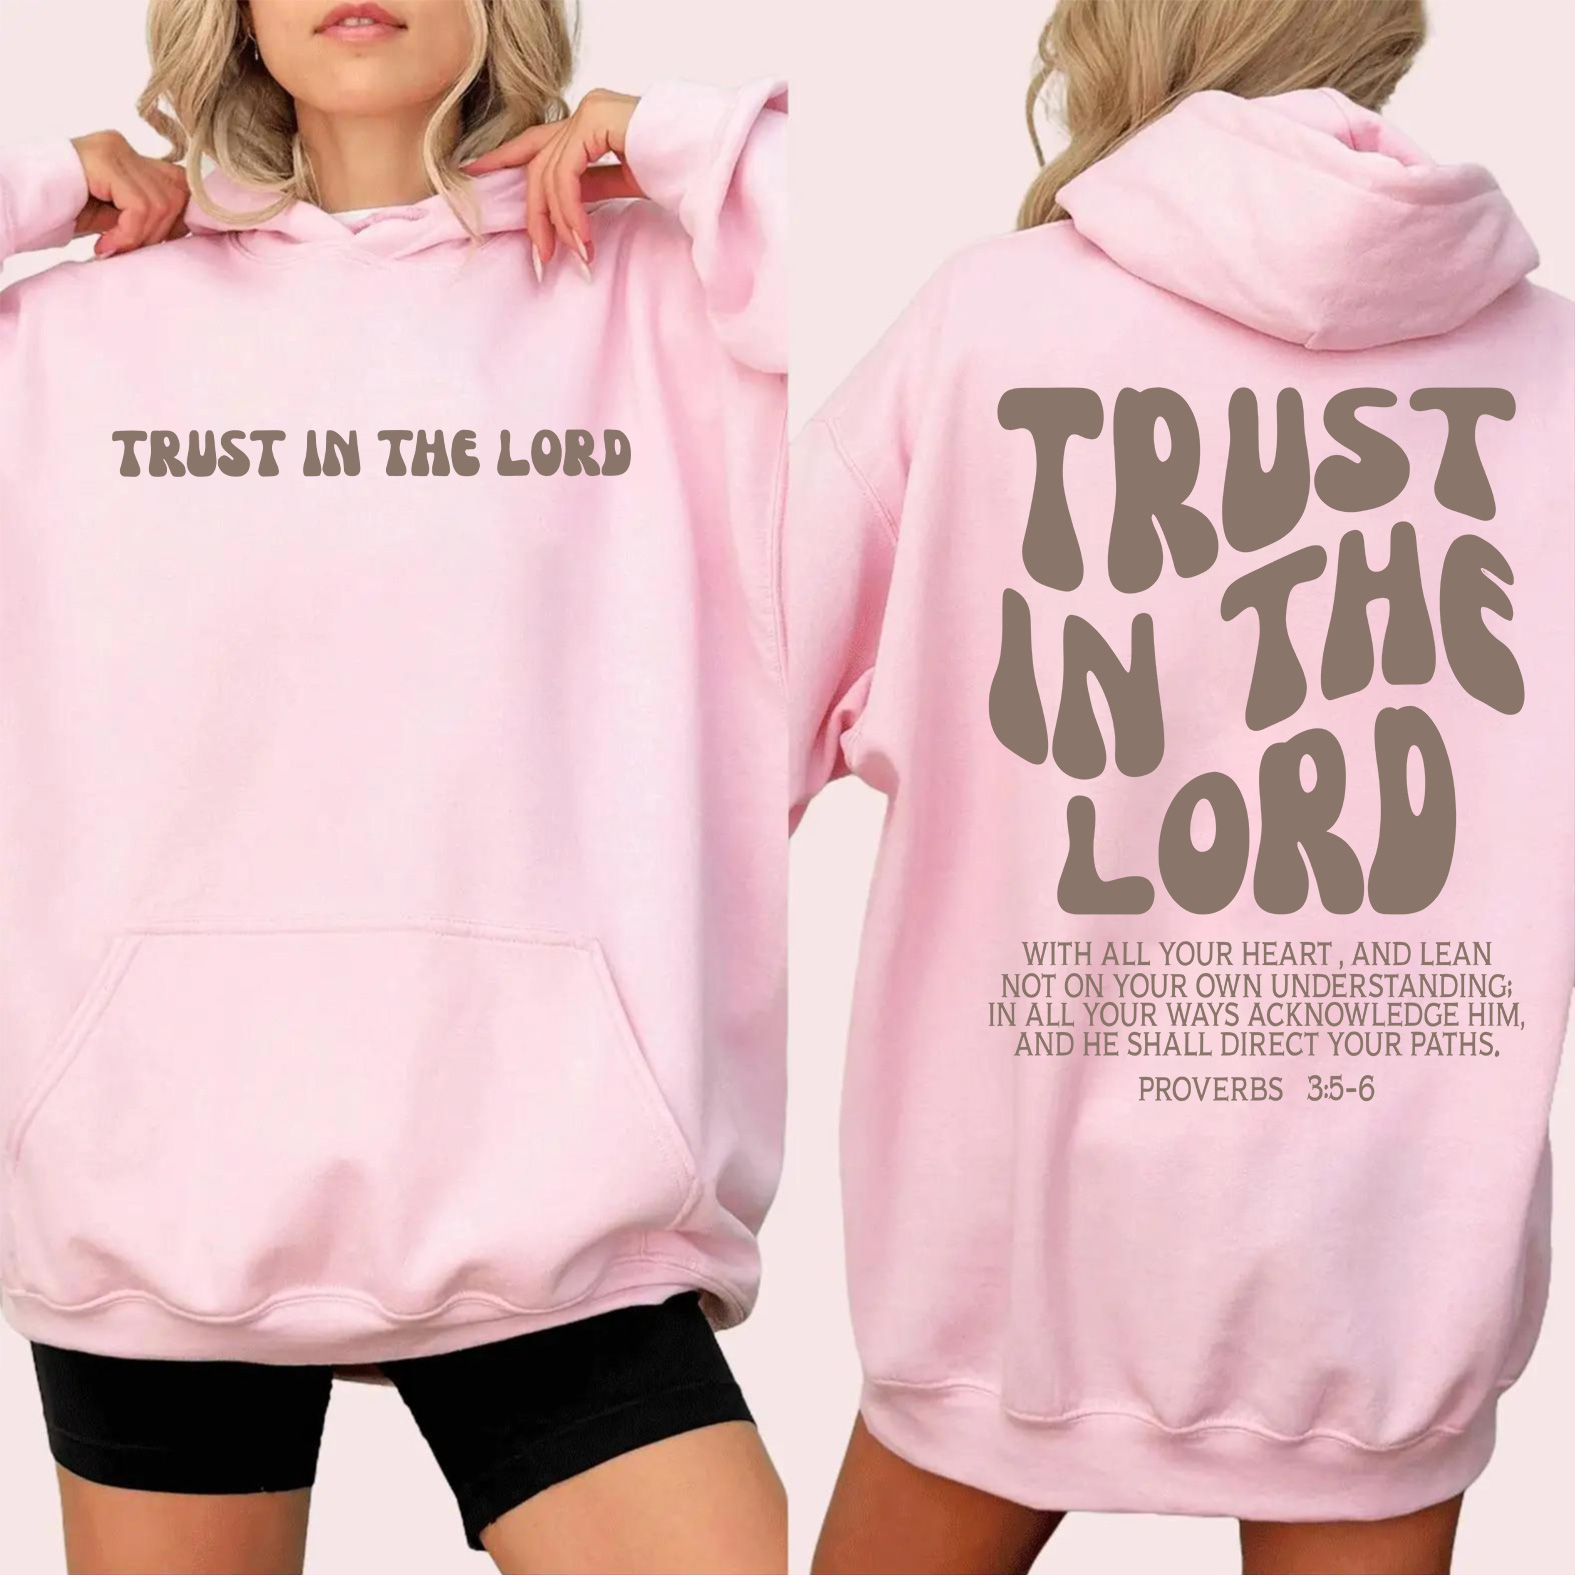 TRUST IN THE LORD
TRUST
IN THE
LORD
WITH ALL YOUR HEART , AND LEAN
NOT ON YOUR OWN UNDERSTANDING;
IN ALL YOUR WAYS ACKNOWLEDGE HIM,
AND HE SHALL DIRECT YOUR PATHS.
PROVERBS 3:5-6